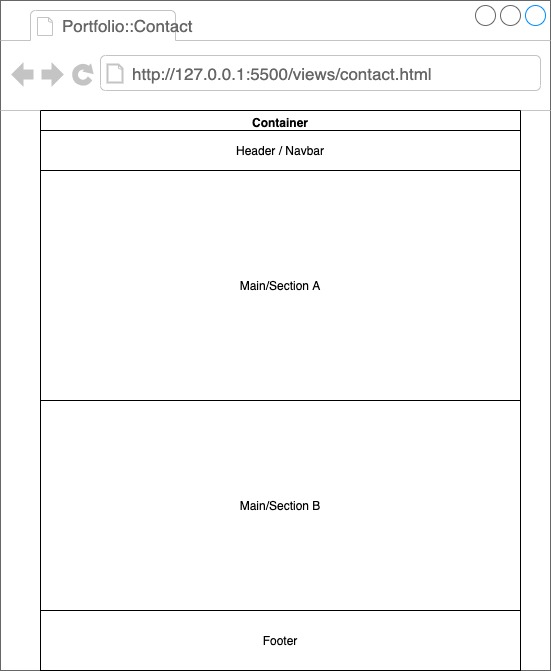 Portfolio::Contact
http://127.0.0.1:5500/views/contact.html
Container
Header / Navbar
Main/Section A
Main/Section B
Footer